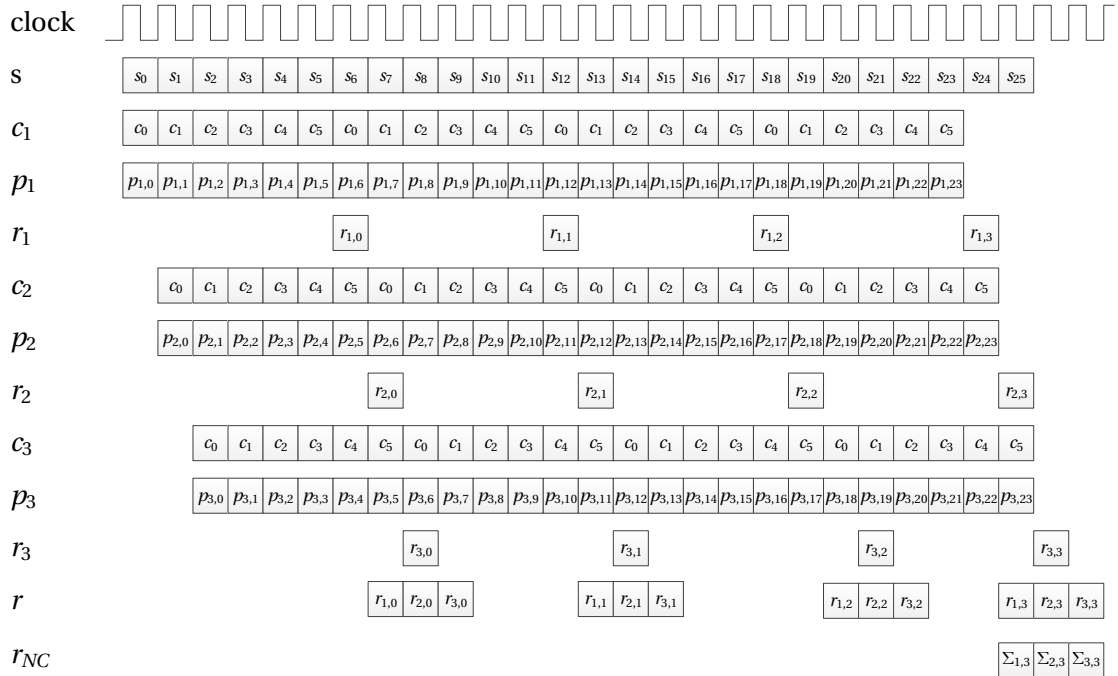 clock
s s0 s1 s2 s3 s4 s5 s6 s7 s8 s9 s10 s11 s12 s13 s14 s15 s16 s17 s18 s19 s20 s21 s22 s23 s24 s25
c1 c0 c1 c2 c3 c4 c5 c0 c1 c2 c3 c4 c5 c0 c1 c2 c3 c4 c5 c0 c1 c2 c3 c4 c5
p1 p1,0 p1,1 p1,2 p1,3 p1,4 p1,5 p1,6 p1,7 p1,8 p1,9 p1,10 p1,11 p1,12 p1,13 p1,14 p1,15 p1,16 p1,17 p1,18 p1,19 p1,20 p1,21 p1,22 p1,23
r1 r1,0 r1,1 r1,2 r1,3
c2 c0 c1 c2 c3 c4 c5 c0 c1 c2 c3 c4 c5 c0 c1 c2 c3 c4 c5 c0 c1 c2 c3 c4 c5
p2 p2,0 p2,1 p2,2 p2,3 p2,4 p2,5 p2,6 p2,7 p2,8 p2,9 p2,10 p2,11 p2,12 p2,13 p2,14 p2,15 p2,16 p2,17 p2,18 p2,19 p2,20 p2,21 p2,22 p2,23
r2 r2,0 r2,1 r2,2 r2,3
c3 c0 c1 c2 c3 c4 c5 c0 c1 c2 c3 c4 c5 c0 c1 c2 c3 c4 c5 c0 c1 c2 c3 c4 c5
p3 p3,0 p3,1 p3,2 p3,3 p3,4 p3,5 p3,6 p3,7 p3,8 p3,9 p3,10 p3,11 p3,12 p3,13 p3,14 p3,15 p3,16 p3,17 p3,18 p3,19 p3,20 p3,21 p3,22 p3,23
r3 r3,0 r3,1 r3,2 r3,3
r r1,0 r2,0 r3,0 r1,1 r2,1 r3,1 r1,2 r2,2 r3,2 r1,3 r2,3 r3,3
rNC Σ1,3 Σ2,3 Σ3,3